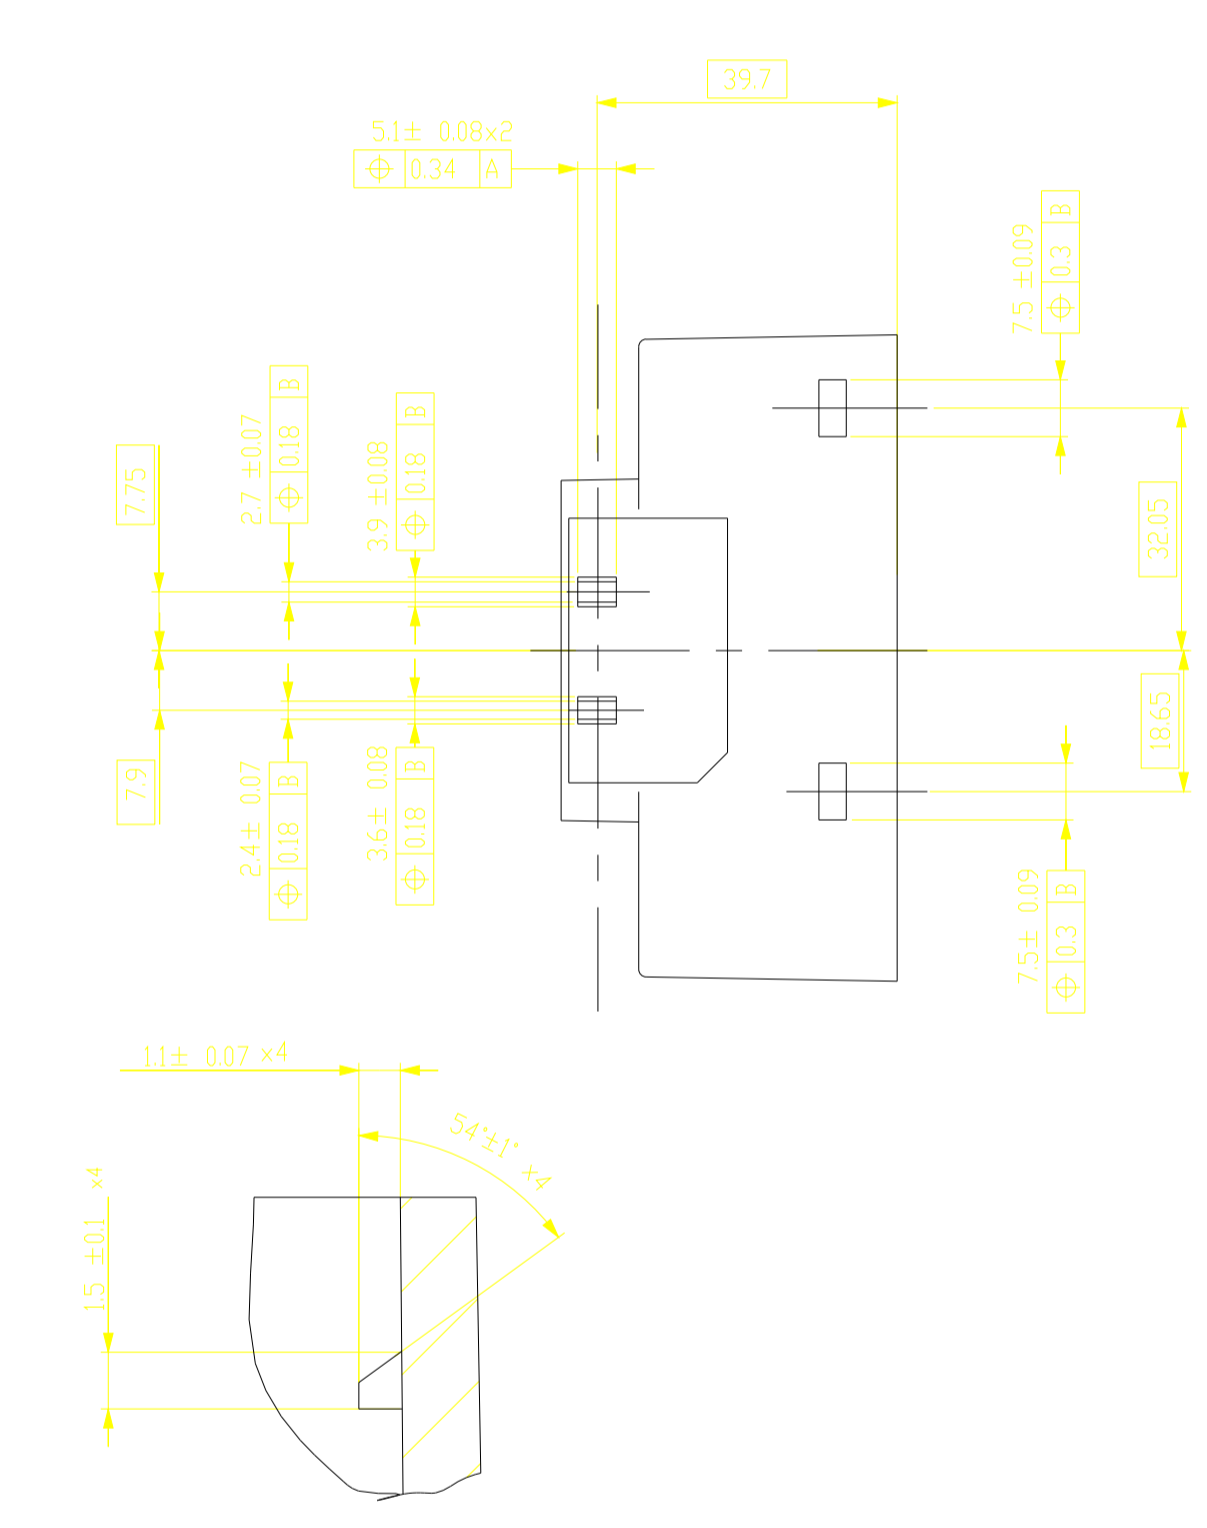 39.7
5.1± 0.08x2
⌖ 0.34 A
7.5 ±0.09
⌖ 0.3 B
2.7 ±0.07
⌖ 0.18 B
3.9 ±0.08
⌖ 0.18 B
7.75
32.05
18.65
7.9
2.4± 0.07
⌖ 0.18 B
3.6± 0.08
⌖ 0.18 B
7.5± 0.09
⌖ 0.3 B
1.1± 0.07 x4
54°±1° x4
1.5 ±0.1 x4